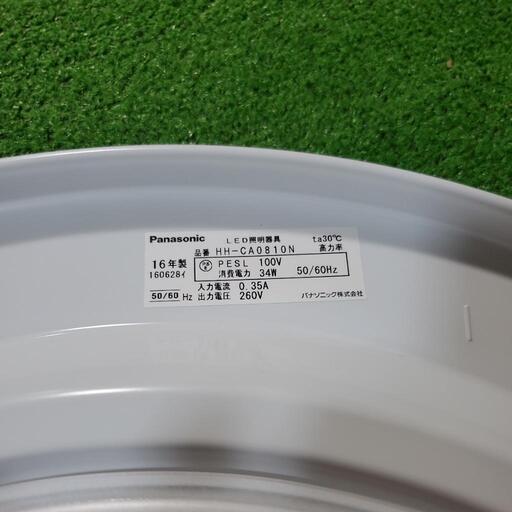 Panasonic LED照明器具 ta30℃
品番 HH-CA0810N 高力率
16年製 PESL 100V
160628イ 消費電力 34W 50/60Hz
入力電流 0.35A
50/60 Hz 出力電圧 260V パナソニック株式会社